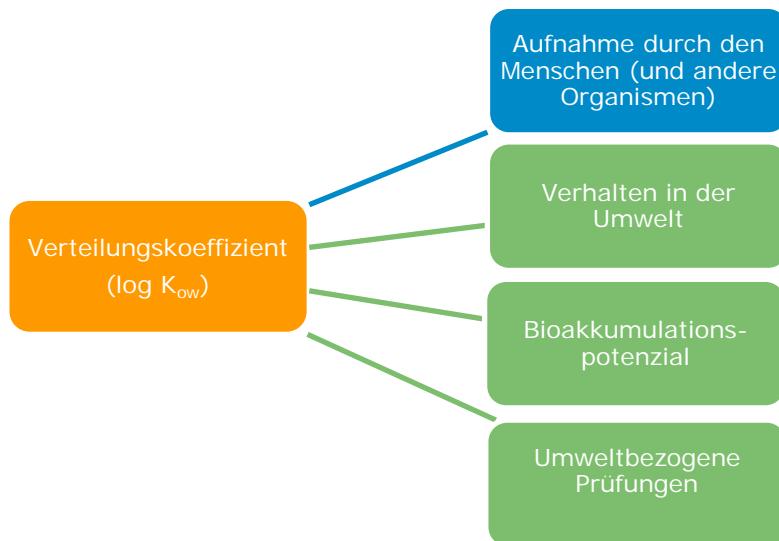 Aufnahme durch den
Menschen (und andere
Organismen)
Verteilungskoeffizient
(log Kow)
Verhalten in der
Umwelt
Bioakkumulations-
potenzial
Umweltbezogene
Prüfungen